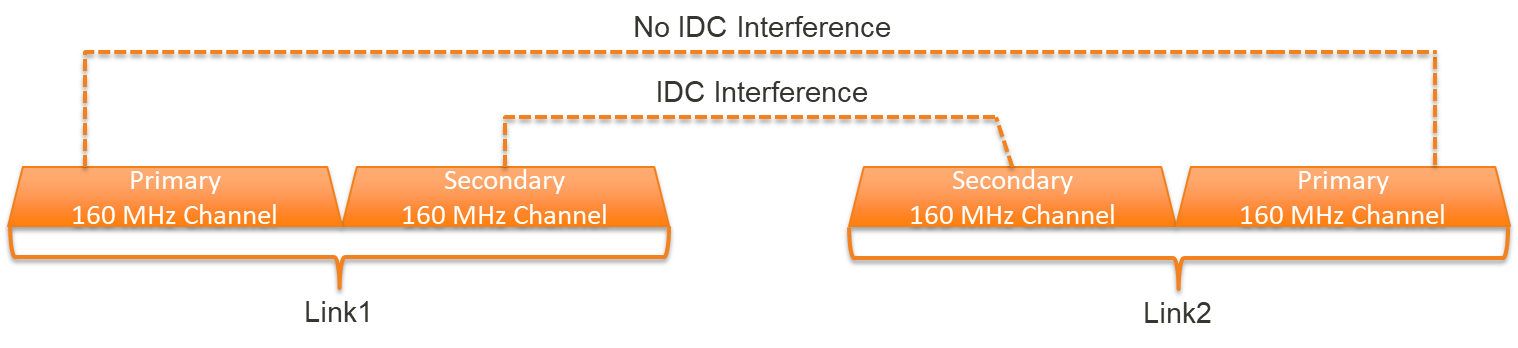 No IDC Interference
IDC Interference
Primary
160 MHz Channel
Secondary
160 MHz Channel
Secondary
160 MHz Channel
Primary
160 MHz Channel
Link1
Link2